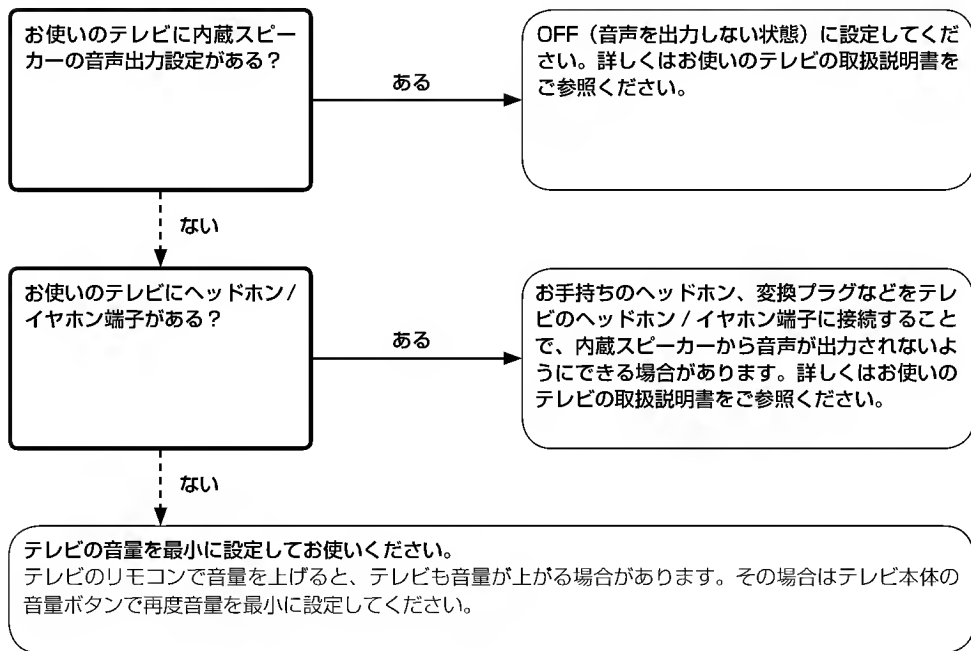 お使いのテレビに内蔵スピー
カーの音声出力設定がある？
ある
OFF（音声を出力しない状態）に設定してくだ
さい。詳しくはお使いのテレビの取扱説明書を
ご参照ください。
ない
お使いのテレビにヘッドホン/
イヤホン端子がある？
ある
お手持ちのヘッドホン、変換プラグなどをテレ
ビのヘッドホン / イヤホン端子に接続すること
で、内蔵スピーカーから音声が出力されないよ
うにできる場合があります。詳しくはお使いの
テレビの取扱説明書をご参照ください。
ない
テレビの音量を最小に設定してお使いください。
テレビのリモコンで音量を上げると、テレビも音量が上がる場合があります。その場合はテレビ本体の
音量ボタンで再度音量を最小に設定してください。